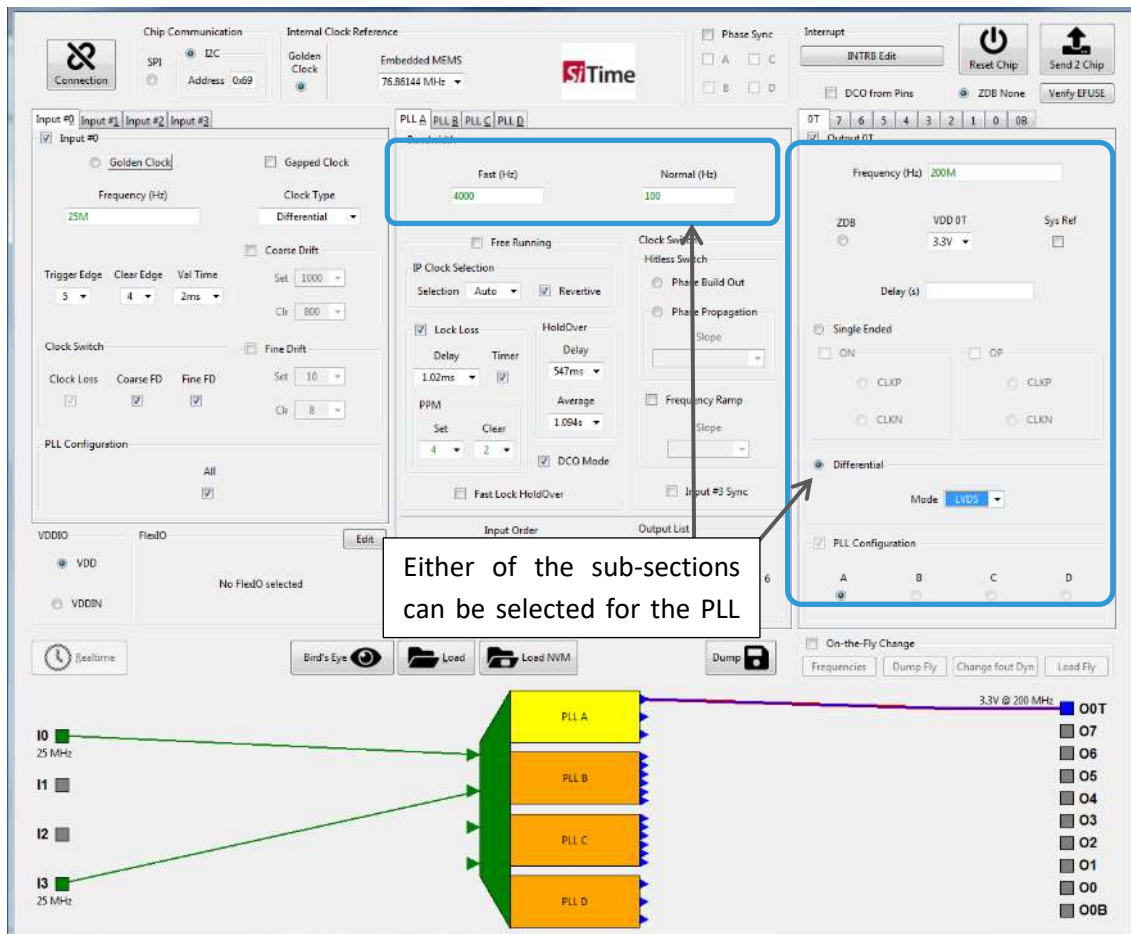 Chip Communication
SPI
I2C
Address 0x69
Connection
Internal Clock Reference
Golden Clock
Embedded MEMS
76.86144 MHz
SiTime
Phase Sync
A C
B D
Interrupt
INTRB Edit
DCO from Pins
ZDB None
Reset Chip
Send 2 Chip
Verify EFUSE
Input #0 Input #1 Input #2 Input #3
Input #0
Golden Clock
Gapped Clock
Frequency (Hz)
Clock Type
25M
Differential
Coarse Drift
Trigger Edge Clear Edge Val Time
Set 1000
5 4 2ms
Clr 800
Clock Switch
Fine Drift
Clock Loss Coarse FD Fine FD
Set 10
Clr 8
PLL Configuration
All
VDDIO
VDD
VDDIN
FlexIO
Edit
No FlexIO selected
PLL A PLL B PLL C PLL D
Bandwidth
Fast (Hz)
Normal (Hz)
4000
100
Free Running
IP Clock Selection
Selection Auto Revertive
Lock Loss
Delay Timer
1.02ms
PPM
Set Clear
4 2
HoldOver
Delay
547ms
Average
1.094s
DCO Mode
Fast Lock HoldOver
Clock Switch
Hitless Switch
Phase Build Out
Phase Propagation
Slope
Frequency Ramp
Slope
Input #3 Sync
Input Order
Output List
6
0T 7 6 5 4 3 2 1 0 0B
Output 0T
Frequency (Hz) 200M
ZDB
VDD 0T
Sys Ref
3.3V
Delay (s)
Single Ended
ON OP
CLKP CLKP
CLKN CLKN
Differential
Mode LVDS
PLL Configuration
A B C D
Either of the sub-sections
can be selected for the PLL
Realtime
Bird's Eye
Load
Load NVM
Dump
On-the-Fly Change
Frequencies Dump Fly Change fout Dyn Load Fly
I0
25 MHz
I1
I2
I3
25 MHz
PLL A
PLL B
PLL C
PLL D
3.3V @ 200 MHz
O0T
O7
O6
O5
O4
O3
O2
O1
O0
O0B